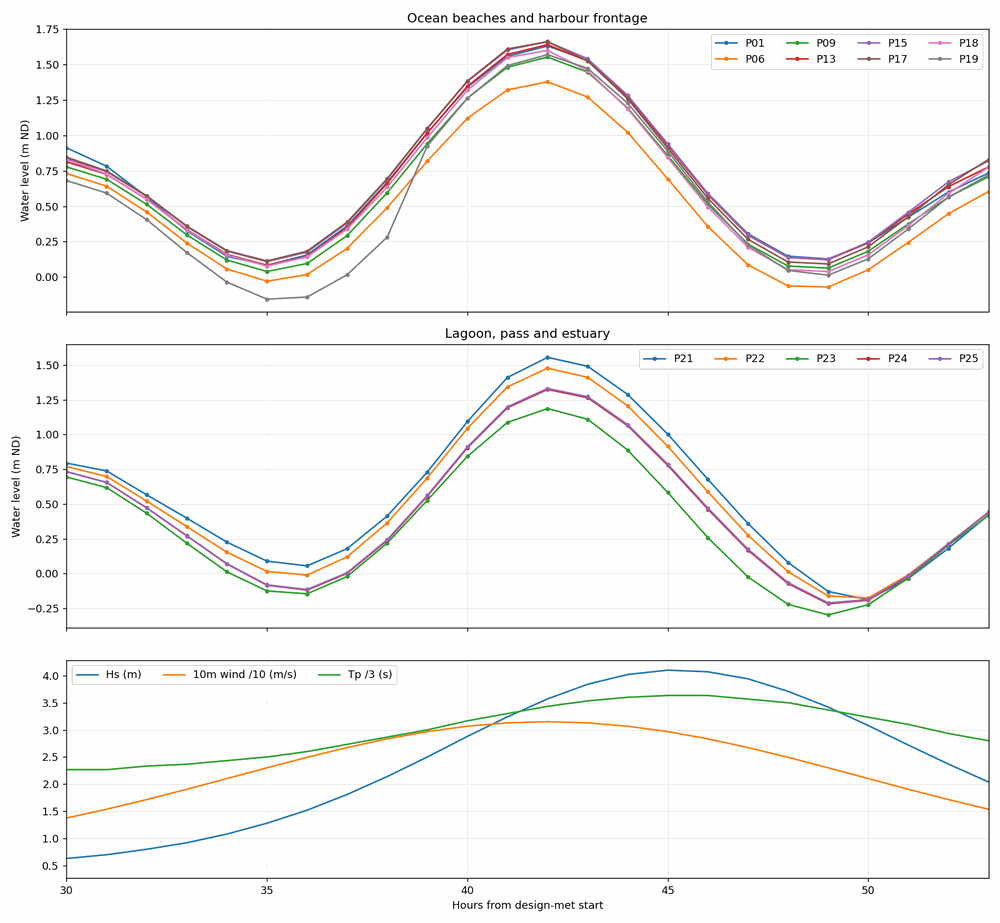 Ocean beaches and harbour frontage
Water level (m ND)
1.75
1.50
1.25
1.00
0.75
0.50
0.25
0.00
P01 P09 P15 P18
P06 P13 P17 P19
Lagoon, pass and estuary
Water level (m ND)
1.50
1.25
1.00
0.75
0.50
0.25
0.00
−0.25
P21 P22 P23 P24 P25
4.0
3.5
3.0
2.5
2.0
1.5
1.0
0.5
Hs (m) 10m wind /10 (m/s) Tp /3 (s)
30 35 40 45 50
Hours from design-met start